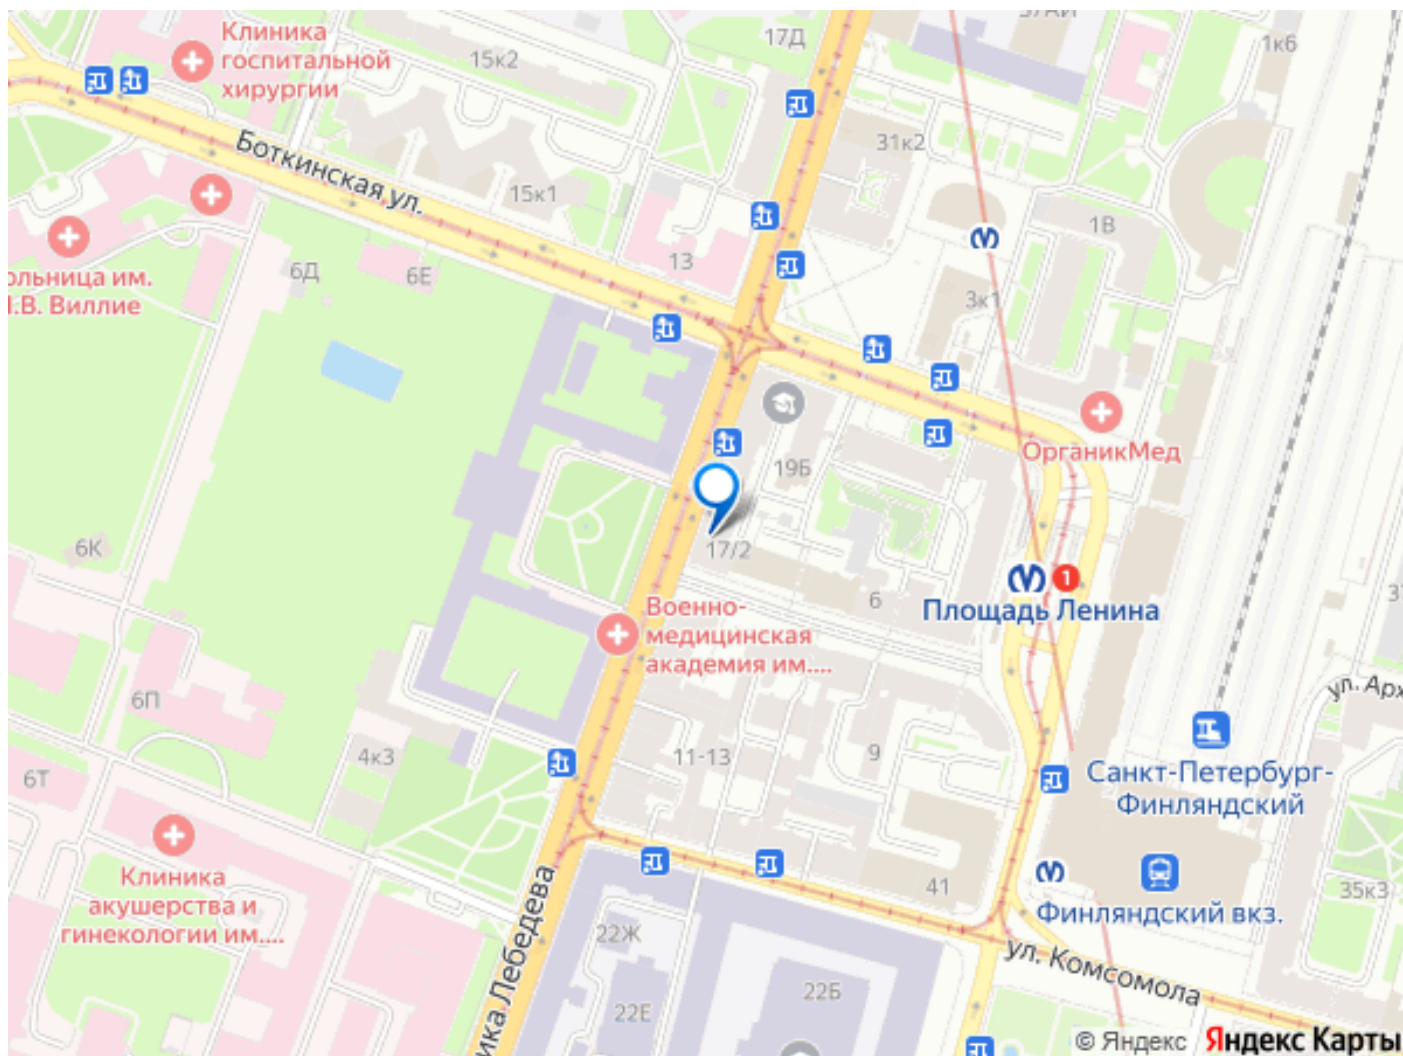 37АИ
17Д
1к6
Клиника
госпитальной
хирургии
15к2
31к2
Боткинская ул.
15к1
1В
13
ольница им.
.В. Виллие
6Д
6Е
3к1
19Б
ОрганикМед
6К
17/2
6
1
Площадь Ленина
Военно-
медицинская
академия им....
ул. Арх
6П
4к3
11-13
9
6Т
Санкт-Петербург-
Финляндский
Клиника
акушерства и
гинекологии им....
41
35к3
Финляндский вкз.
ика Лебедева
22Ж
ул. Комсомола
22Е
22Б
© Яндекс Яндекс Карты